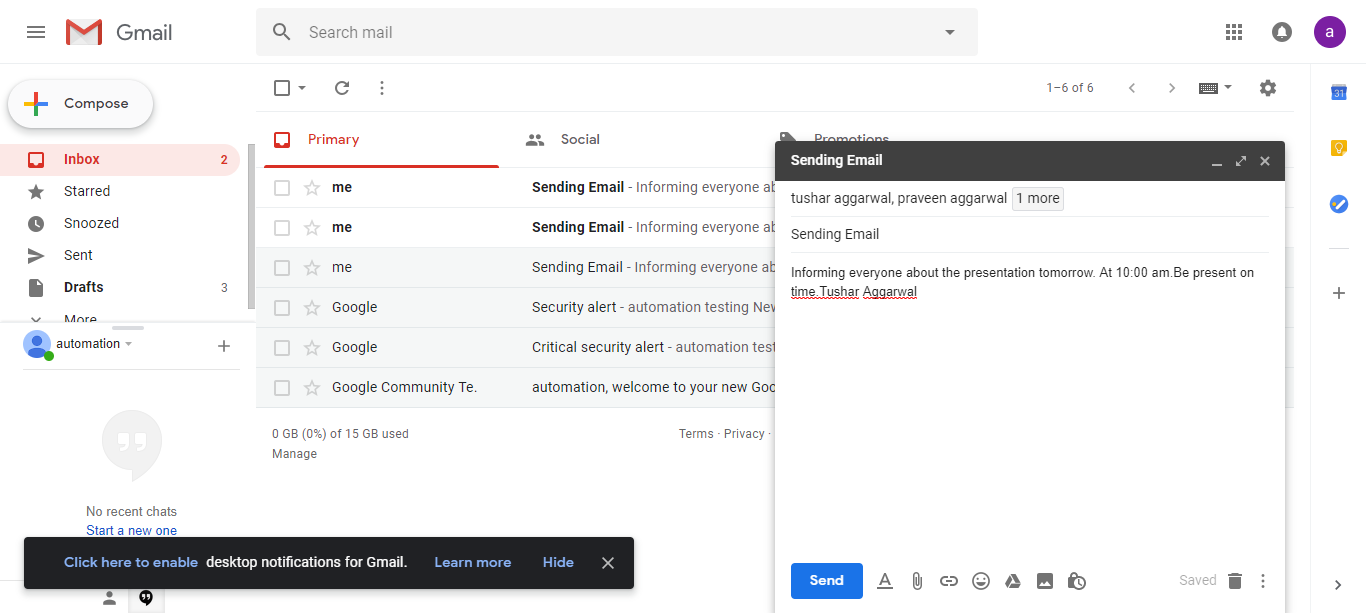 Gmail
Search mail
a
Compose
1–6 of 6
31
Primary
Social
Promotions
Inbox 2
Starred
Snoozed
Sent
Drafts 3
More
me Sending Email - Informing everyone ab
me Sending Email - Informing everyone ab
me Sending Email - Informing everyone ab
Google Security alert - automation testing New
Google Critical security alert - automation test
Google Community Te. automation, welcome to your new Goo
0 GB (0%) of 15 GB used
Manage
Terms · Privacy ·
automation
No recent chats
Start a new one
Click here to enable desktop notifications for Gmail. Learn more Hide
Sending Email
tushar aggarwal, praveen aggarwal 1 more
Sending Email
Informing everyone about the presentation tomorrow. At 10:00 am.Be present on
time.Tushar Aggarwal
Send
Saved